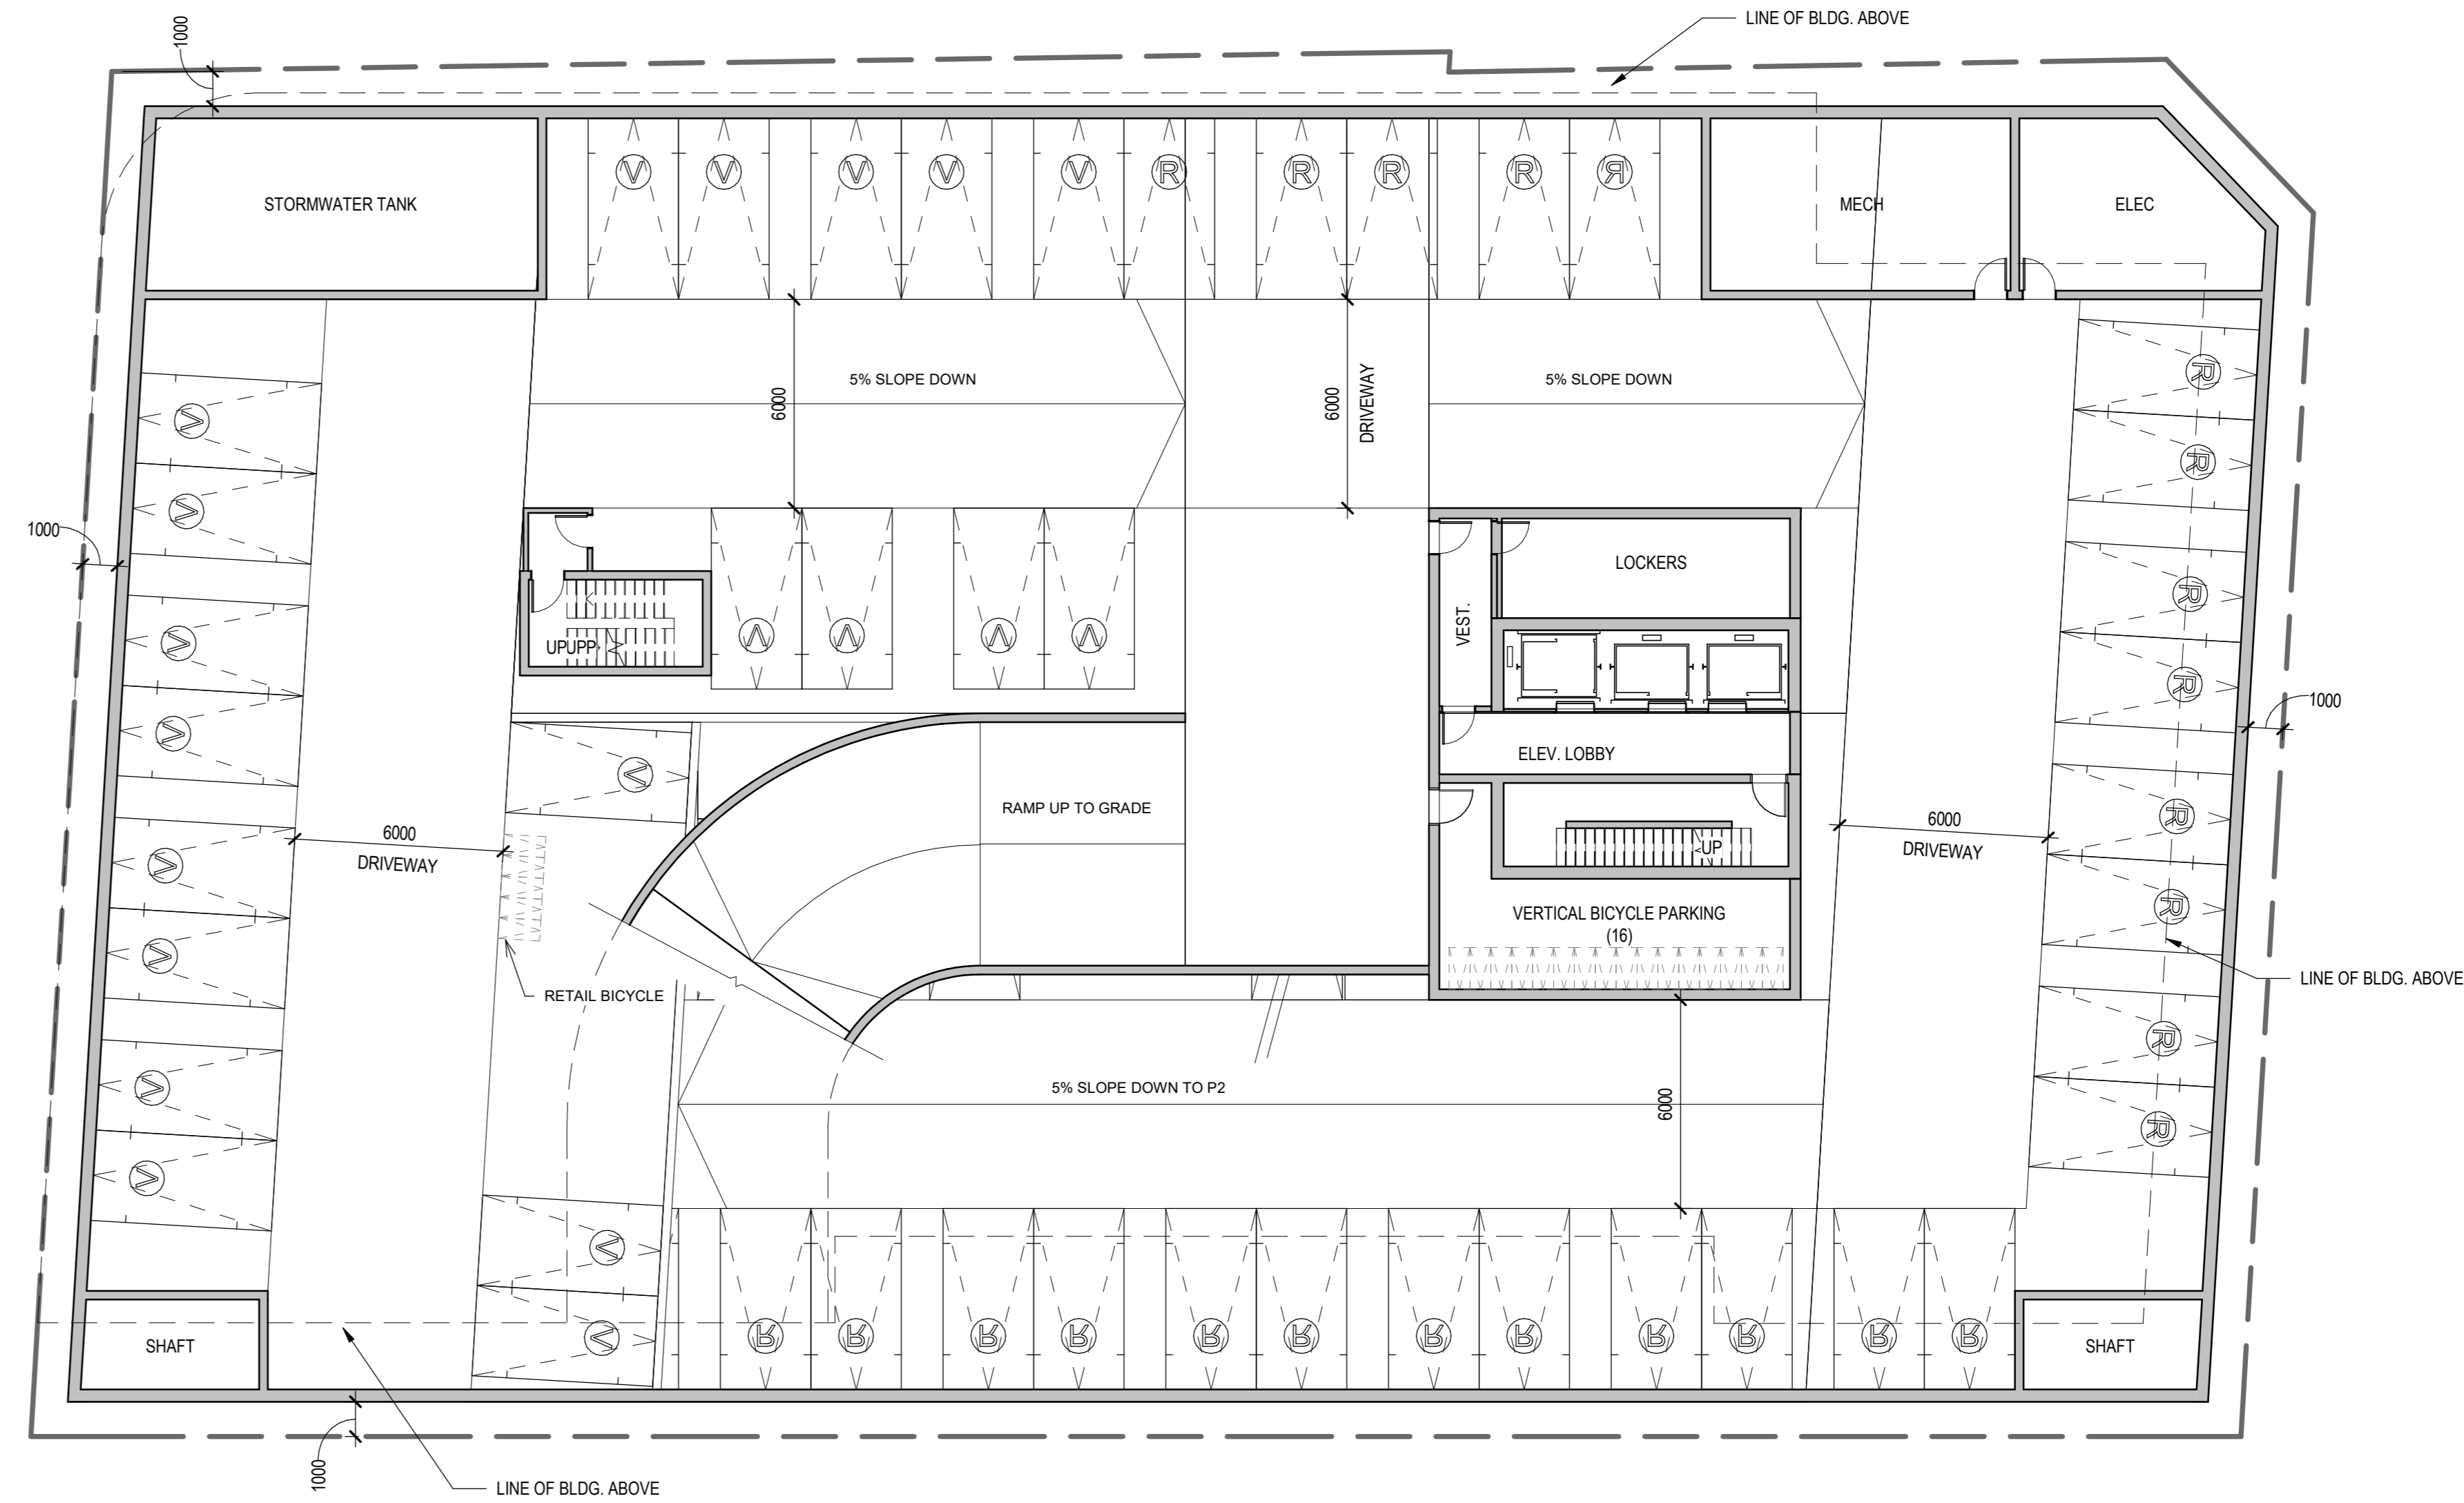 LINE OF BLDG. ABOVE
1000
V V V V V R R R R R
STORMWATER TANK
MECH
ELEC
5% SLOPE DOWN
6000
6000
DRIVEWAY
5% SLOPE DOWN
V
V
V
V
V
V
V
V
R
R
R
R
R
R
R
R
1000
LOCKERS
VEST.
UPUPP
V V V V
1000
ELEV. LOBBY
V
RAMP UP TO GRADE
6000
DRIVEWAY
UP
6000
DRIVEWAY
VERTICAL BICYCLE PARKING
(16)
RETAIL BICYCLE
LINE OF BLDG. ABOVE
5% SLOPE DOWN TO P2
6000
V
V
R R R R R R R R R R R R
SHAFT
SHAFT
1000
LINE OF BLDG. ABOVE